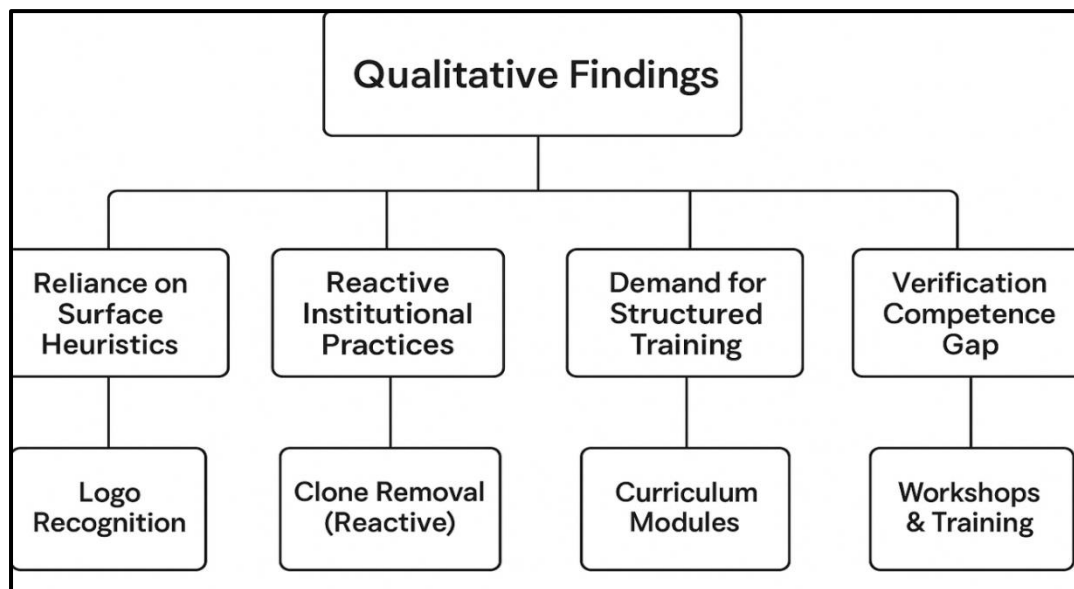 Qualitative Findings
Reliance on
Surface
Heuristics
Reactive
Institutional
Practices
Demand for
Structured
Training
Verification
Competence
Gap
Logo
Recognition
Clone Removal
(Reactive)
Curriculum
Modules
Workshops
& Training